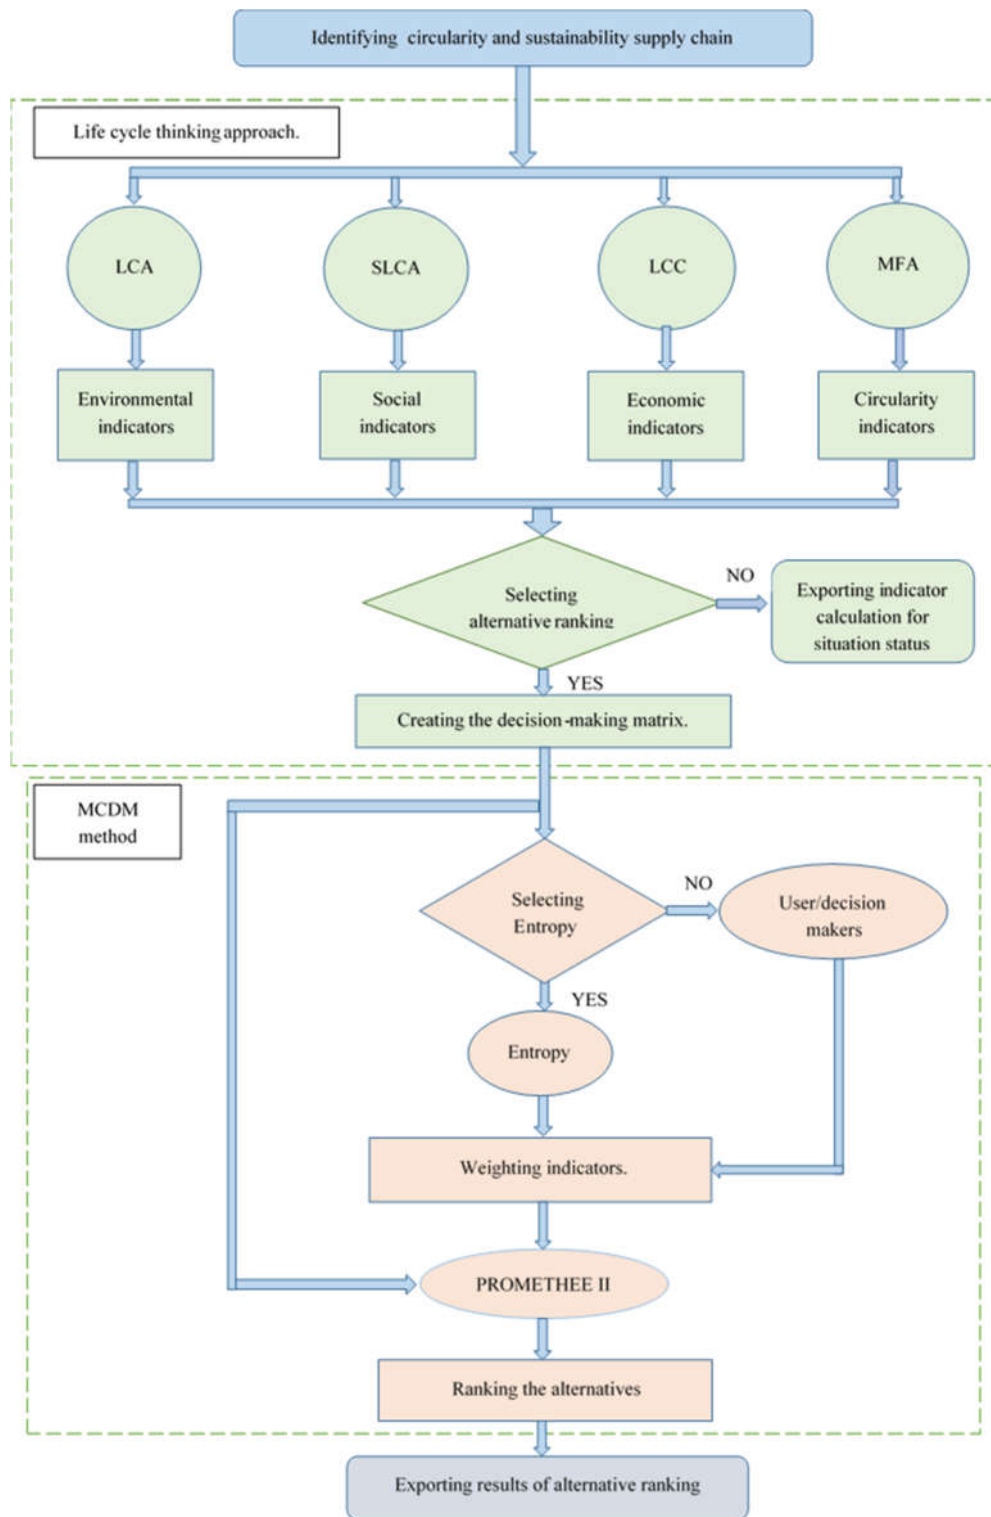 Identifying circularity and sustainability supply chain
Life cycle thinking approach.
LCA
SLCA
LCC
MFA
Environmental
indicators
Social
indicators
Economic
indicators
Circularity
indicators
Selecting
alternative ranking
NO
Exporting indicator
calculation for
situation status
YES
Creating the decision-making matrix.
MCDM
method
Selecting
Entropy
NO
User/decision
makers
YES
Entropy
Weighting indicators.
PROMETHEE II
Ranking the alternatives
Exporting results of alternative ranking